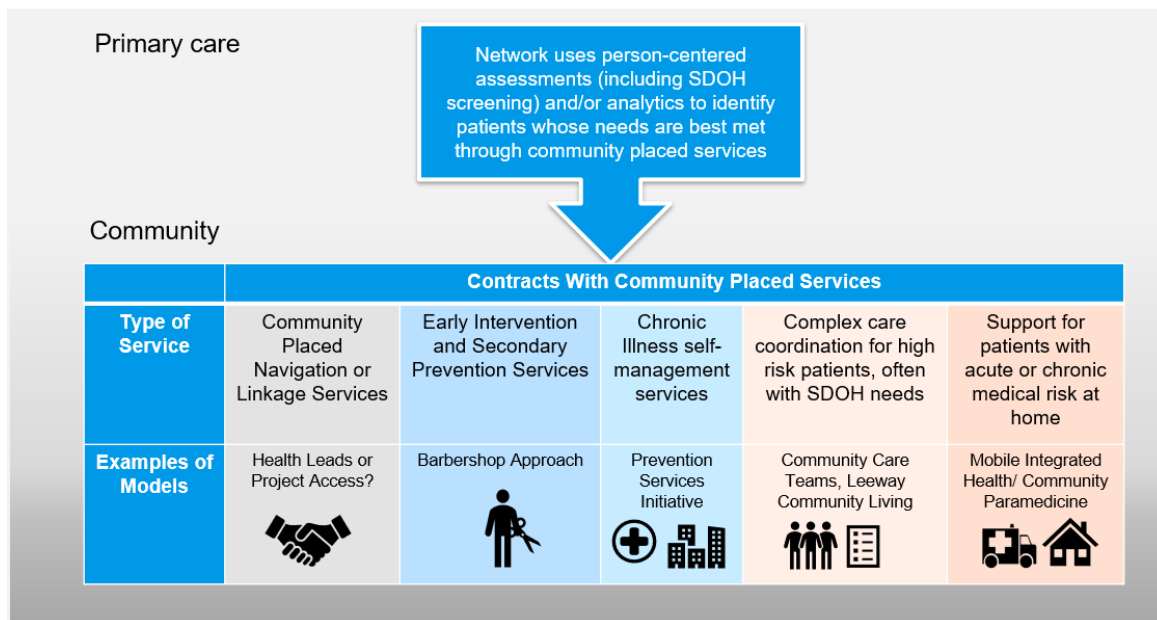 Primary care
Network uses person-centered
assessments (including SDOH
screening) and/or analytics to identify
patients whose needs are best met
through community placed services
Community
Contracts With Community Placed Services
Type of
Service
Community
Placed
Navigation or
Linkage Services
Early Intervention
and Secondary
Prevention Services
Chronic
Illness self-
management
services
Complex care
coordination for high
risk patients, often
with SDOH needs
Support for
patients with
acute or chronic
medical risk at
home
Examples of
Models
Health Leads or
Project Access?
Barbershop Approach
Prevention
Services
Initiative
Community Care
Teams, Leeway
Community Living
Mobile Integrated
Health/ Community
Paramedicine